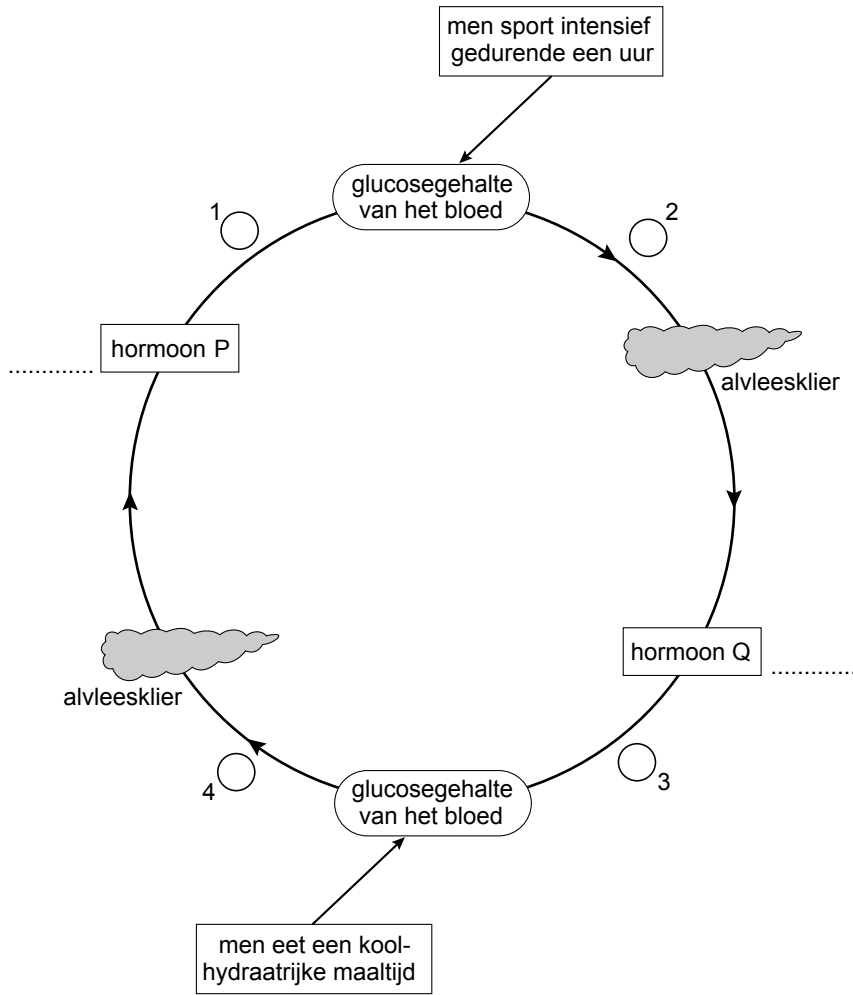 men sport intensief
gedurende een uur
glucosegehalte
van het bloed
1
2
hormoon P
..............
alvleesklier
hormoon Q
..............
alvleesklier
4
3
glucosegehalte
van het bloed
men eet een kool-
hydraatrijke maaltijd